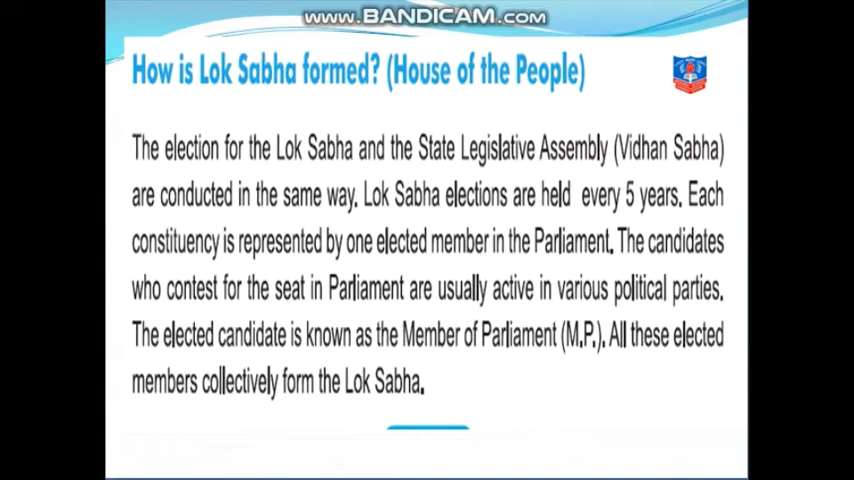 www.BANDICAM.com
How is Lok Sabha formed? (House of the People)
The election for the Lok Sabha and the State Legislative Assembly (Vidhan Sabha)
are conducted in the same way. Lok Sabha elections are held every 5 years. Each
constituency is represented by one elected member in the Parliament. The candidates
who contest for the seat in Parliament are usually active in various political parties.
The elected candidate is known as the Member of Parliament (M.P.). All these elected
members collectively form the Lok Sabha.